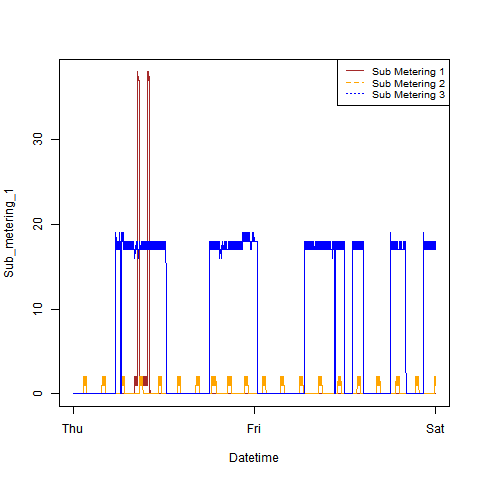 Sub Metering 1
Sub Metering 2
Sub Metering 3
Sub_metering_1
30
20
10
0
Thu Fri Sat
Datetime